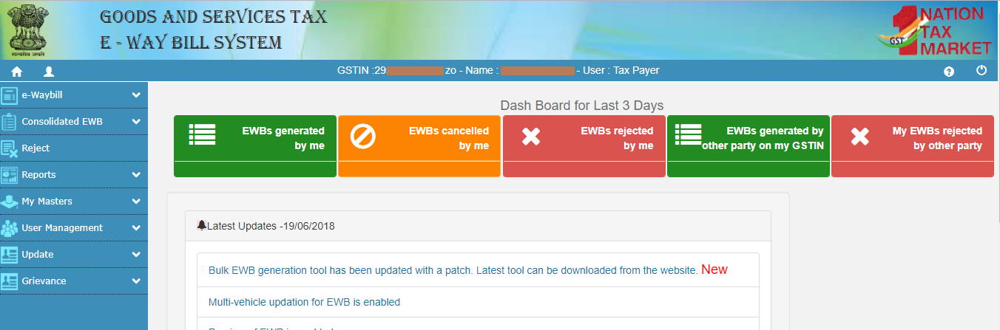 GOODS AND SERVICES TAX
E - WAY BILL SYSTEM
सत्यमेव जयते
1 NATION
TAX
MARKET
GST
GSTIN :29 zo - Name : - User : Tax Payer
e-Waybill
Consolidated EWB
Reject
Reports
My Masters
User Management
Update
Grievance
Dash Board for Last 3 Days
EWBs generated
by me
EWBs cancelled
by me
EWBs rejected
by me
EWBs generated by
other party on my GSTIN
My EWBs rejected
by other party
Latest Updates -19/06/2018
Bulk EWB generation tool has been updated with a patch. Latest tool can be downloaded from the website. New
Multi-vehicle updation for EWB is enabled